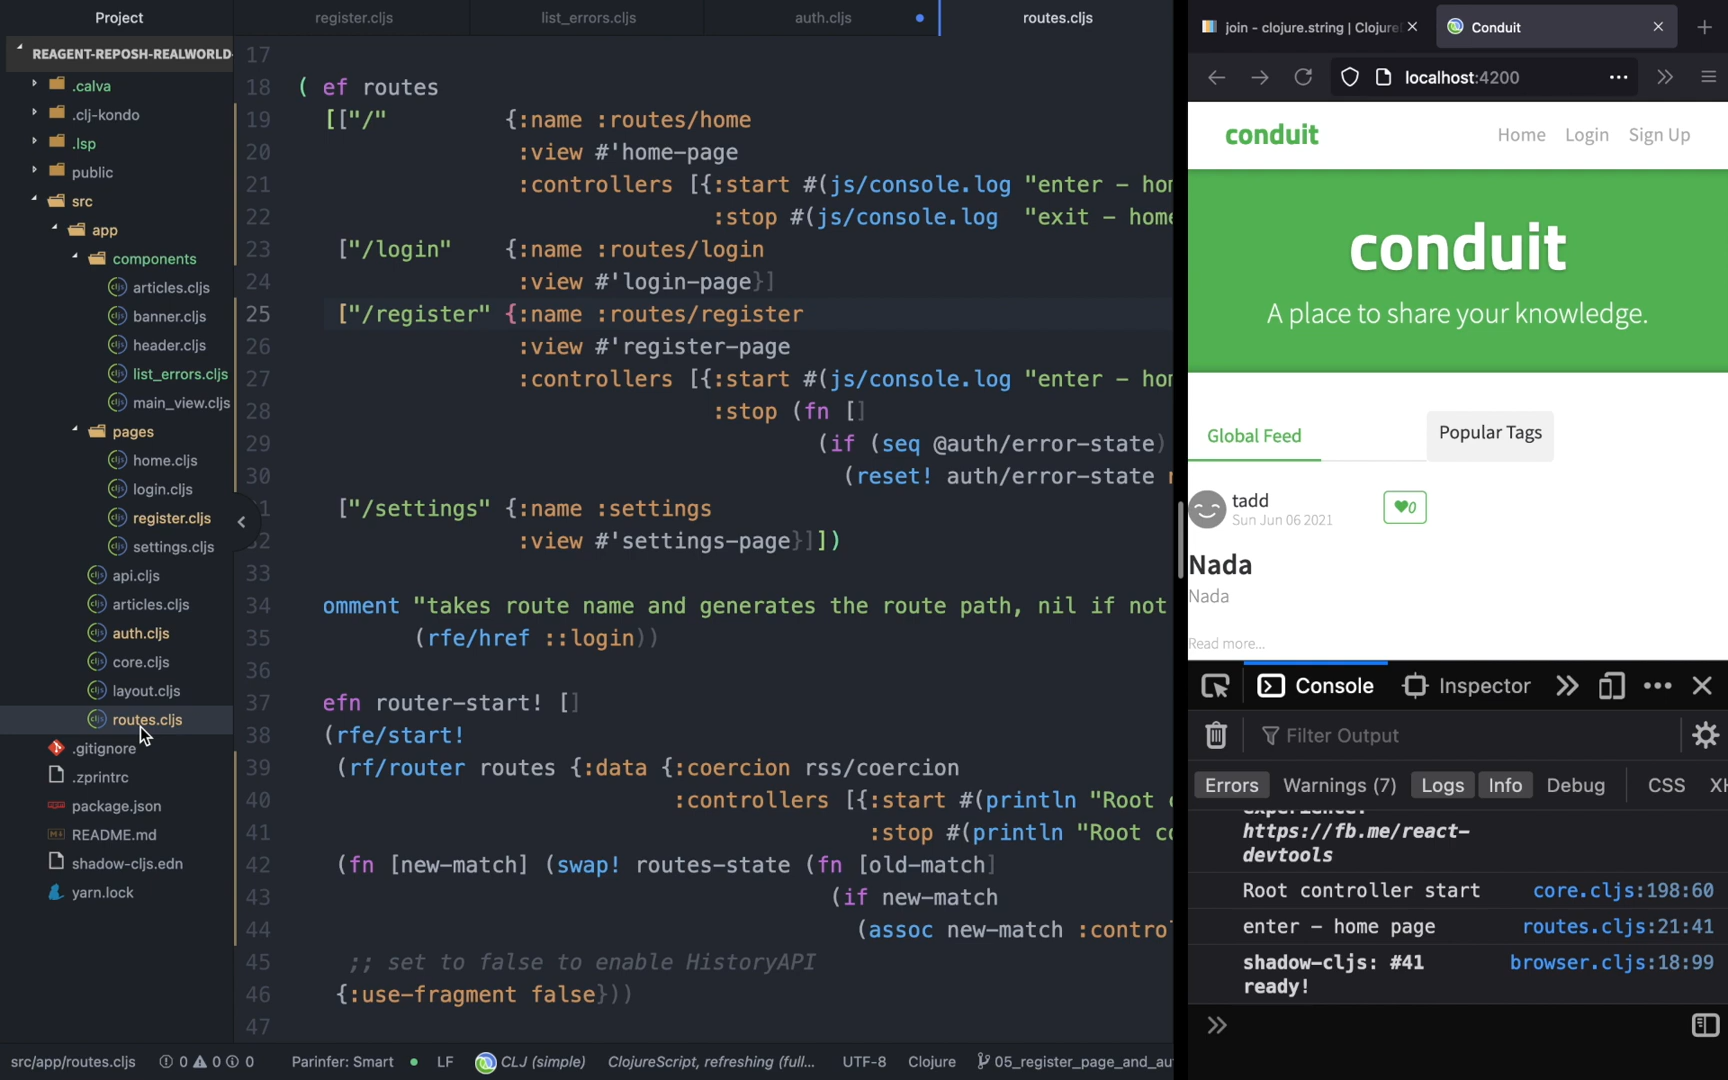 Project
register.cljs
list_errors.cljs
auth.cljs
routes.cljs
REAGENT-REPOSH-REALWORLD-
.calva
.clj-kondo
.lsp
public
src
app
components
articles.cljs
banner.cljs
header.cljs
list_errors.cljs
main_view.cljs
pages
home.cljs
login.cljs
register.cljs
settings.cljs
api.cljs
articles.cljs
auth.cljs
core.cljs
layout.cljs
routes.cljs
.gitignore
.zprintrc
package.json
README.md
shadow-cljs.edn
yarn.lock
17
18 ( ef routes
19 [["/" {:name :routes/home
20 :view #'home-page
21 :controllers [{:start #(js/console.log "enter – hom
22 :stop #(js/console.log "exit – home
23 ["/login" {:name :routes/login
24 :view #'login-page}]
25 ["/register" {:name :routes/register
26 :view #'register-page
27 :controllers [{:start #(js/console.log "enter – hom
28 :stop (fn []
29 (if (seq @auth/error-state)
30 (reset! auth/error-state
1 ["/settings" {:name :settings
2 :view #'settings-page}]])
33
34 omment "takes route name and generates the route path, nil if not
35 (rfe/href ::login))
36
37 efn router-start! []
38 (rfe/start!
39 (rf/router routes {:data {:coercion rss/coercion
40 :controllers [{:start #(println "Root c
41 :stop #(println "Root co
42 (fn [new-match] (swap! routes-state (fn [old-match]
43 (if new-match
44 (assoc new-match :control
45 ;; set to false to enable HistoryAPI
46 {:use-fragment false}))
47
src/app/routes.cljs 0 0 0 Parinfer: Smart LF CLJ (simple) ClojureScript, refreshing (full... UTF-8 Clojure 05_register_page_and_au
join - clojure.string | Clojure
Conduit
localhost:4200
conduit
Home Login Sign Up
conduit
A place to share your knowledge.
Global Feed
Popular Tags
tadd
Sun Jun 06 2021
0
Nada
Nada
Read more...
Console Inspector
Filter Output
Errors Warnings (7) Logs Info Debug CSS XH
experience:
https://fb.me/react-
devtools
Root controller start core.cljs:198:60
enter – home page routes.cljs:21:41
shadow-cljs: #41 browser.cljs:18:99
ready!